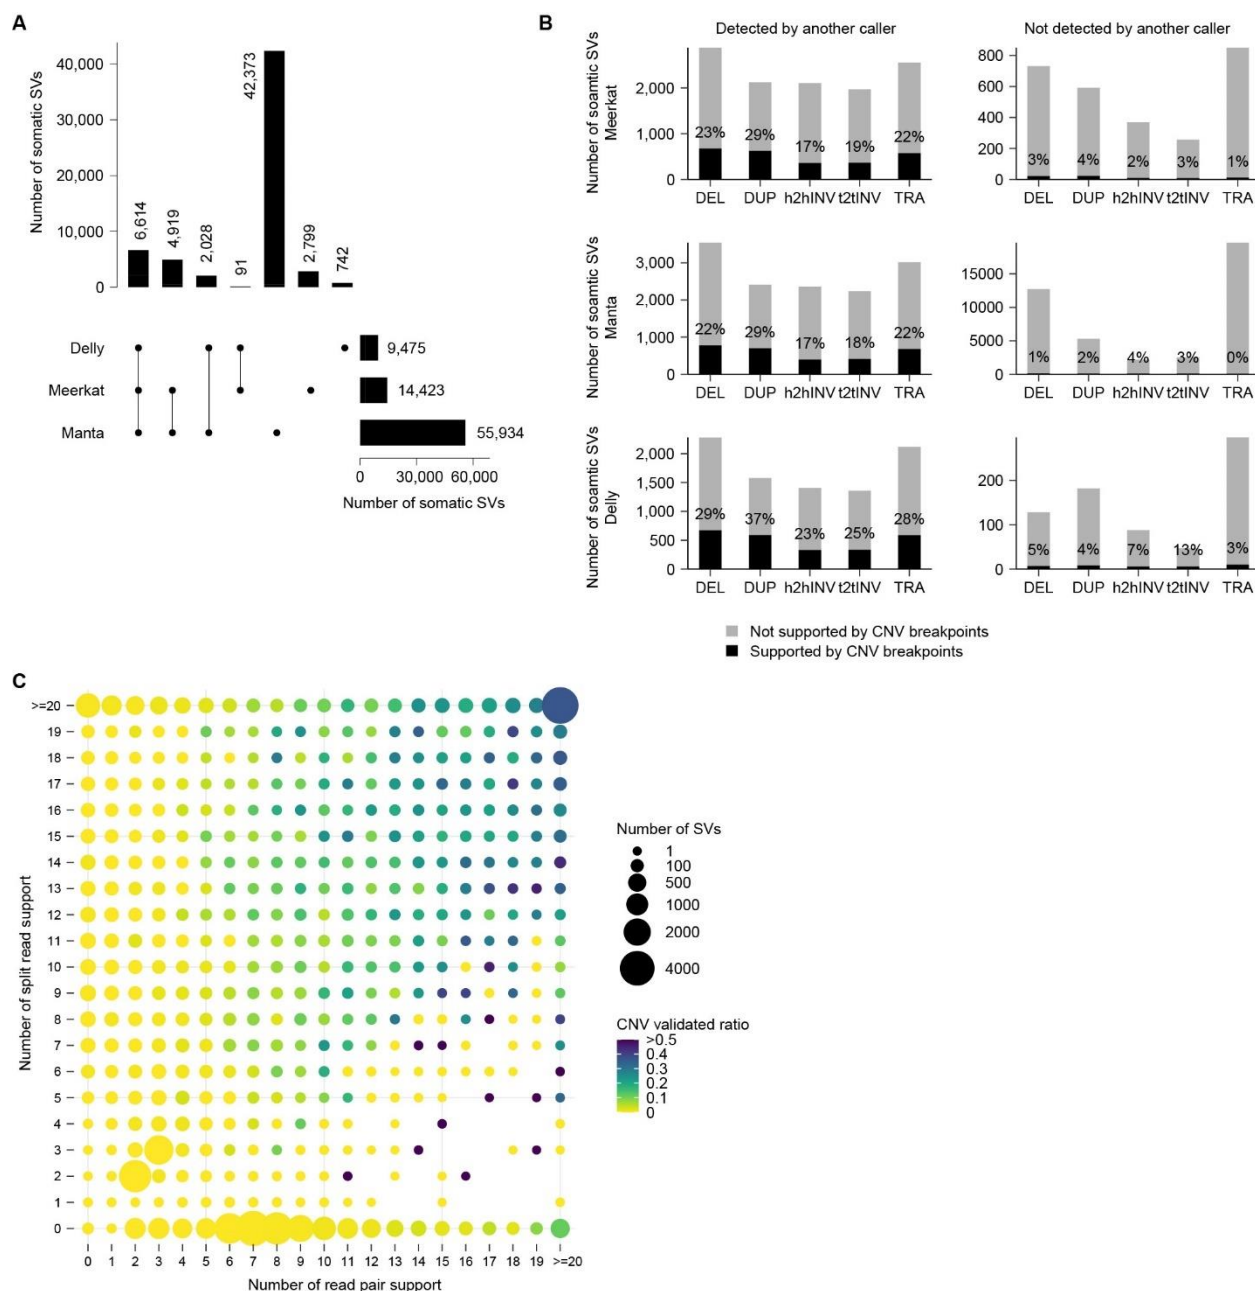 A
Number of somatic SVs
40,000
30,000
20,000
10,000
0
6,614
4,919
2,028
91
42,373
2,799
742
Delly
Meerkat
Manta
9,475
14,423
55,934
0 30,000 60,000
Number of somatic SVs
B
Detected by another caller
Not detected by another caller
Number of soamtic SVs
Meerkat
2,000
1,000
0
23% 29% 17% 19% 22%
DEL DUP h2hINV t2tINV TRA
800
600
400
200
0
3% 4% 2% 3% 1%
DEL DUP h2hINV t2tINV TRA
Number of soamtic SVs
Manta
3,000
2,000
1,000
0
22% 29% 17% 18% 22%
DEL DUP h2hINV t2tINV TRA
15000
10000
5000
0
1% 2% 4% 3% 0%
DEL DUP h2hINV t2tINV TRA
Number of soamtic SVs
Delly
2,000
1,500
1,000
500
0
29% 37% 23% 25% 28%
DEL DUP h2hINV t2tINV TRA
200
100
0
5% 4% 7% 13% 3%
DEL DUP h2hINV t2tINV TRA
Not supported by CNV breakpoints
Supported by CNV breakpoints
C
Number of split read support
>=20
19
18
17
16
15
14
13
12
11
10
9
8
7
6
5
4
3
2
1
0
0 1 2 3 4 5 6 7 8 9 10 11 12 13 14 15 16 17 18 19 >=20
Number of read pair support
Number of SVs
1
100
500
1000
2000
4000
CNV validated ratio
>0.5
0.4
0.3
0.2
0.1
0